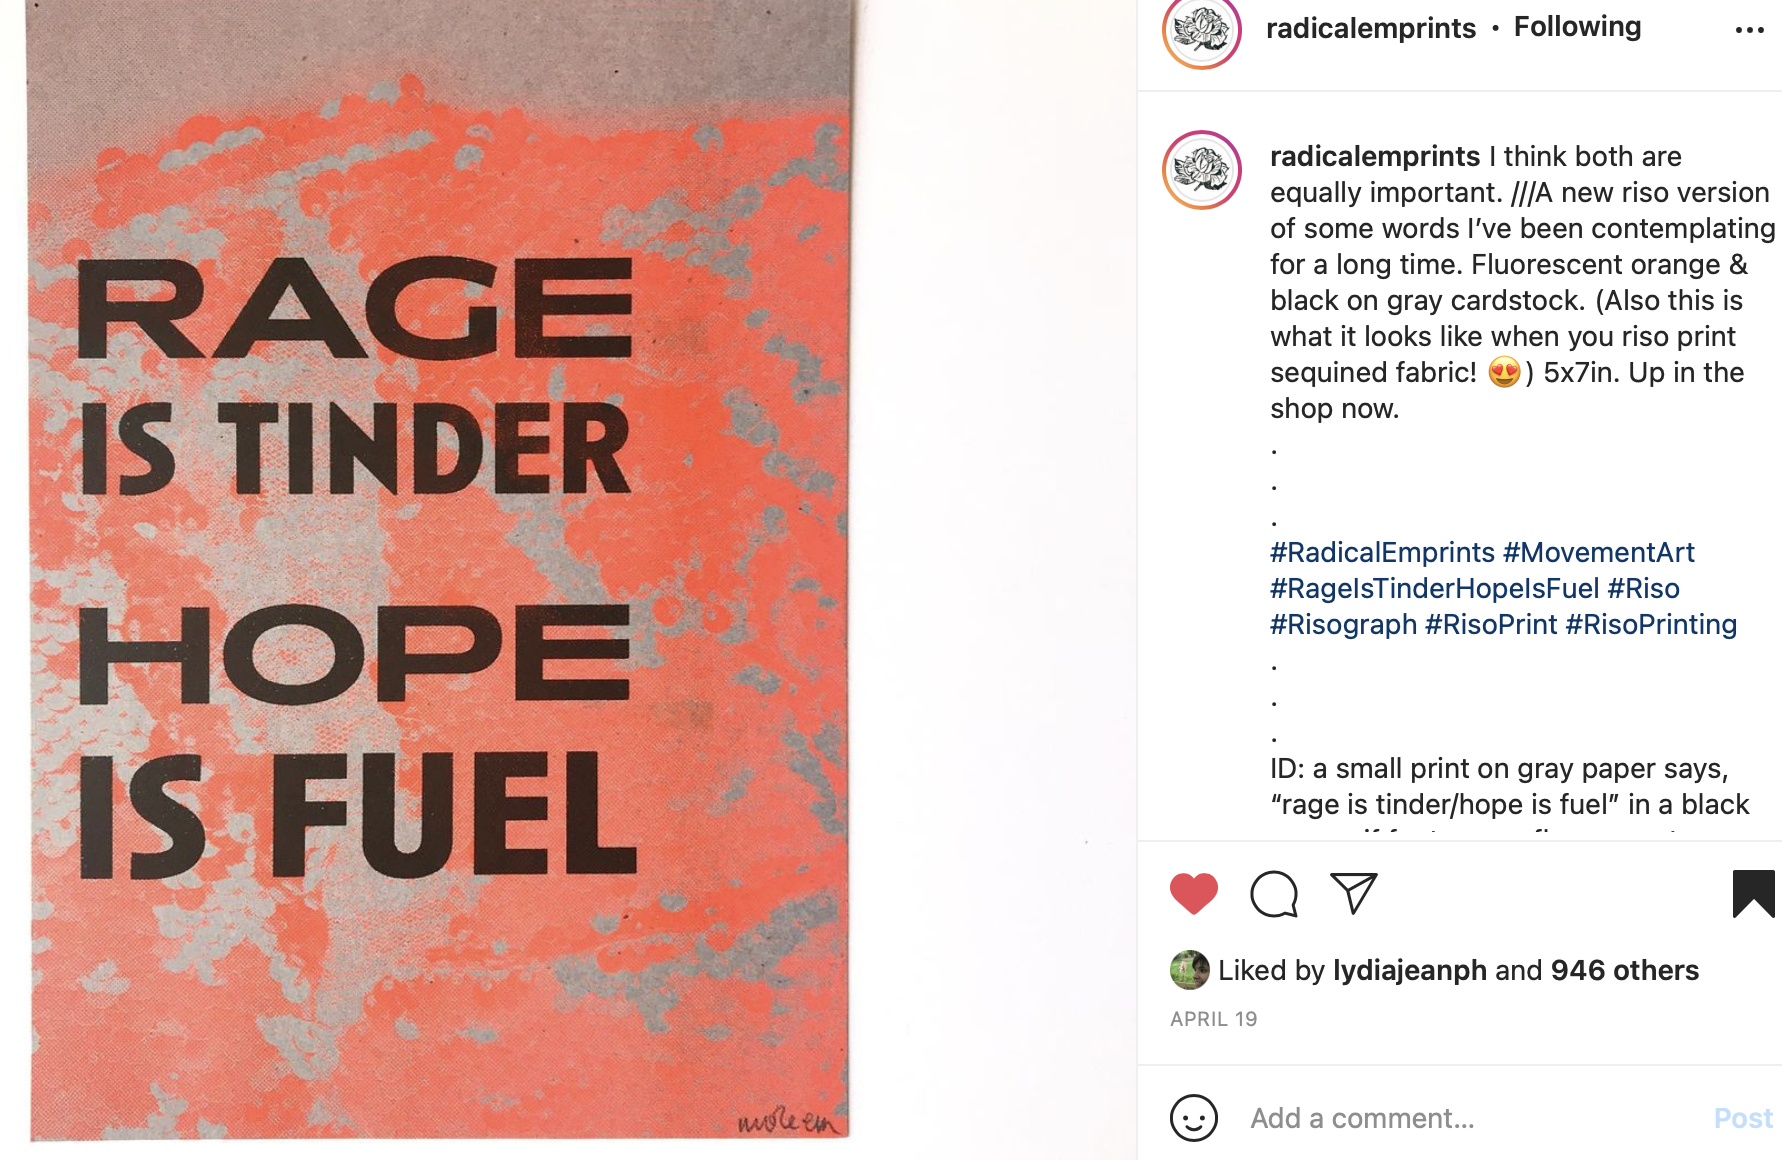 RAGE
IS TINDER
HOPE
IS FUEL
radicalemprints • Following
radicalemprints I think both are
equally important. ///A new riso version
of some words I’ve been contemplating
for a long time. Fluorescent orange &
black on gray cardstock. (Also this is
what it looks like when you riso print
sequined fabric! 😍) 5x7in. Up in the
shop now.
.
.
.
#RadicalEmprints #MovementArt
#RageIsTinderHopeIsFuel #Riso
#Risograph #RisoPrint #RisoPrinting
.
.
.
ID: a small print on gray paper says,
“rage is tinder/hope is fuel” in a black
Liked by lydiajeanph and 946 others
APRIL 19
Add a comment...
Post